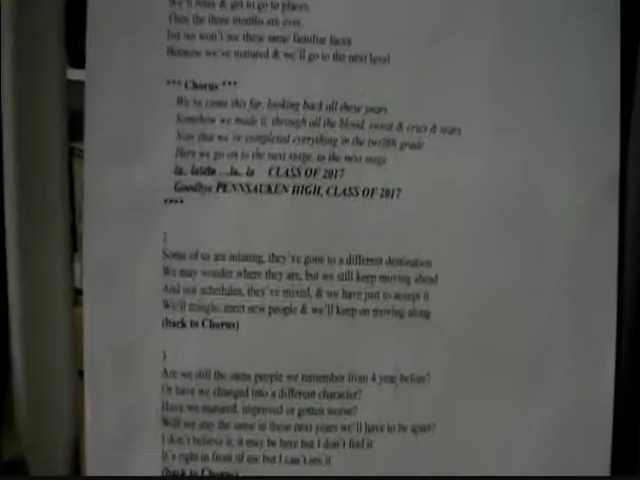 We'll relax & get to go to places,
Then the three months are over,
but we won't see these same familiar faces
Because we've matured & we'll go to the next level
*** Chorus ***
We've come this far, looking back all these years
Somehow we made it, through all the blood, sweat & cries & tears
Now that we've completed everything in the twelfth grade
Here we go on to the next stage, to the next stage
la, lalala ...la, la CLASS OF 2017
Goodbye PENNSAUKEN HIGH, CLASS OF 2017
****
2
Some of us are missing, they've gone to a different destination
We may wonder where they are, but we still keep moving ahead
And our schedules, they're mixed, & we have just to accept it
We'll mingle, meet new people & we'll keep on moving along
(back to Chorus)
3
Are we still the same people we remember from 4 year before?
Or have we changed into a different character?
Have we matured, improved or gotten worse?
Will we stay the same in these next years we'll have to be apart?
I don't believe it, it may be here but I don't feel it
It's right in front of me but I can't see it
(back to Chorus)